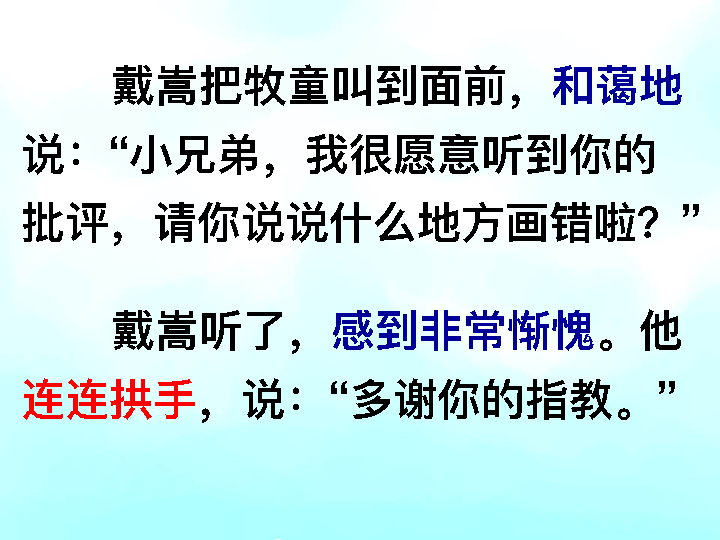 戴嵩把牧童叫到面前，和蔼地
说：“小兄弟，我很愿意听到你的
批评，请你说说什么地方画错啦？”
戴嵩听了，感到非常惭愧。他
连连拱手，说：“多谢你的指教。”